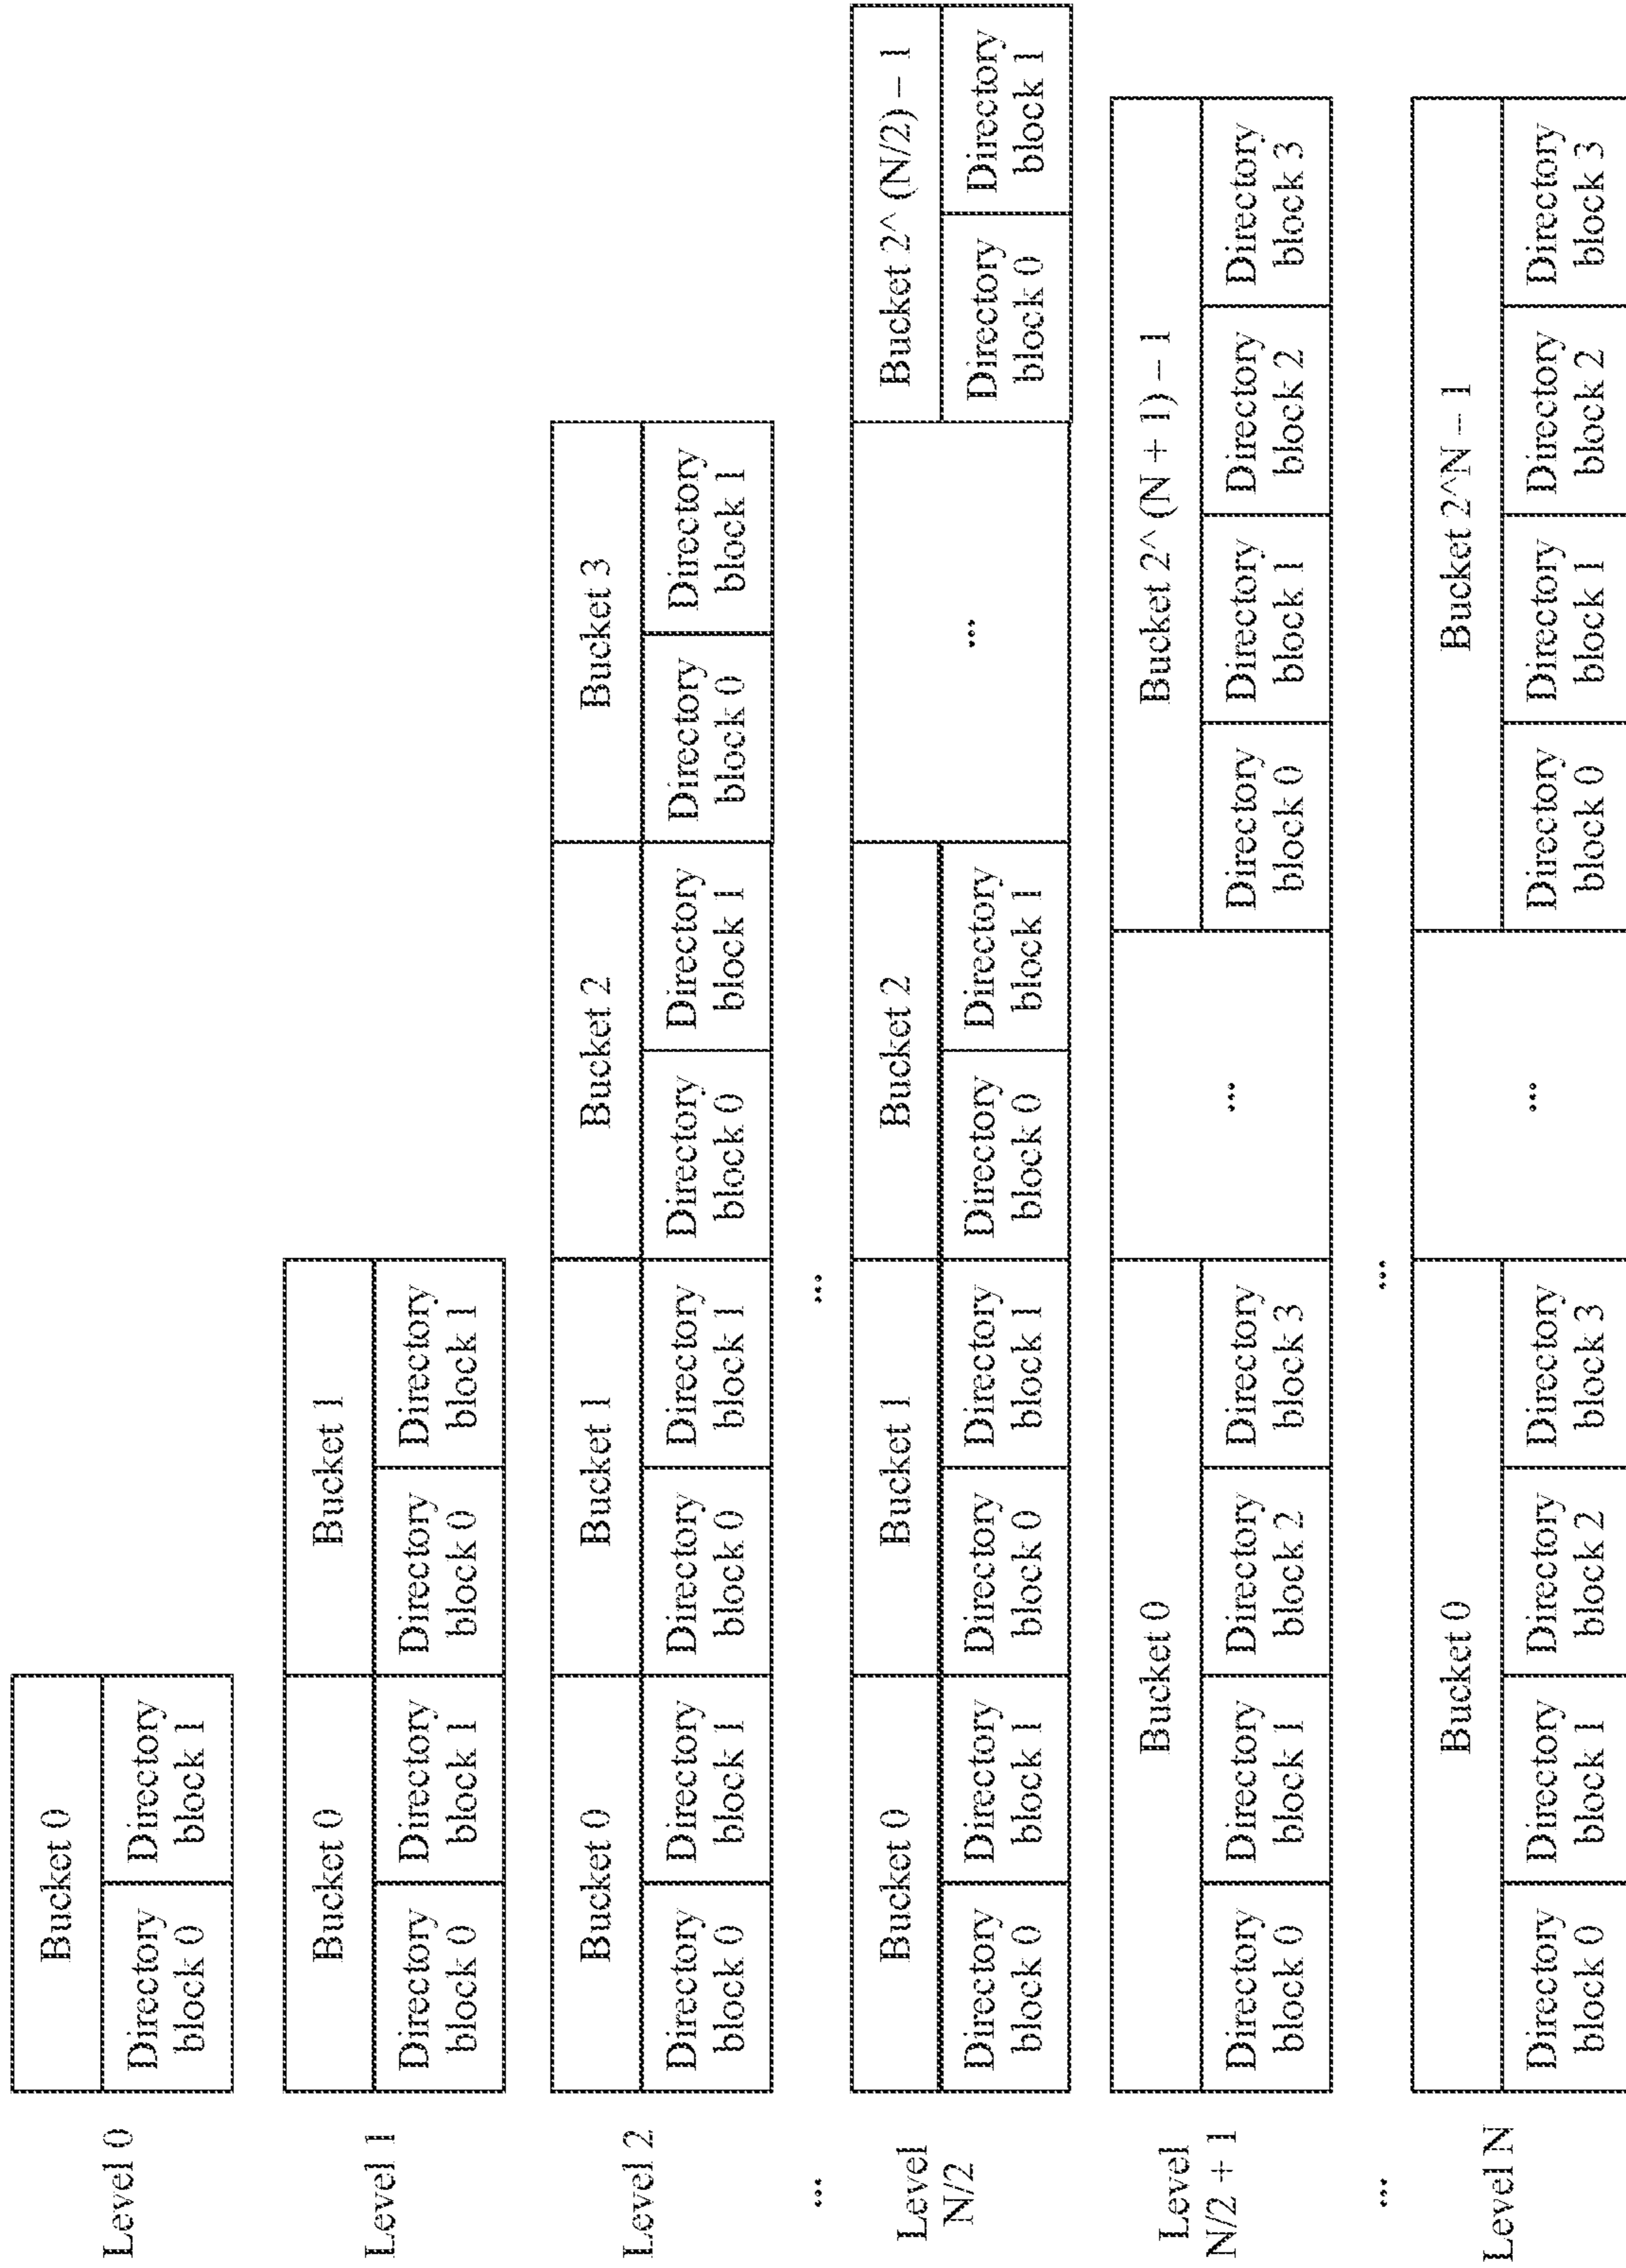 Level 0
Bucket 0
Directory
block 0
Directory
block 1
Level 1
Bucket 0
Bucket 1
Directory
block 0
Directory
block 1
Directory
block 0
Directory
block 1
Level 2
Bucket 0
Bucket 1
Bucket 2
Bucket 3
Directory
block 0
Directory
block 1
Directory
block 0
Directory
block 1
Directory
block 0
Directory
block 1
Directory
block 0
Directory
block 1
...
...
Level
N/2
Bucket 0
Bucket 1
Bucket 2
...
Bucket 2^ (N/2) – 1
Directory
block 0
Directory
block 1
Directory
block 0
Directory
block 1
Directory
block 0
Directory
block 1
Directory
block 0
Directory
block 1
Level
N/2 + 1
Bucket 0
...
Bucket 2^ (N + 1) – 1
Directory
block 0
Directory
block 1
Directory
block 2
Directory
block 3
Directory
block 0
Directory
block 1
Directory
block 2
Directory
block 3
...
...
Level N
Bucket 0
...
Bucket 2^N – 1
Directory
block 0
Directory
block 1
Directory
block 2
Directory
block 3
Directory
block 0
Directory
block 1
Directory
block 2
Directory
block 3